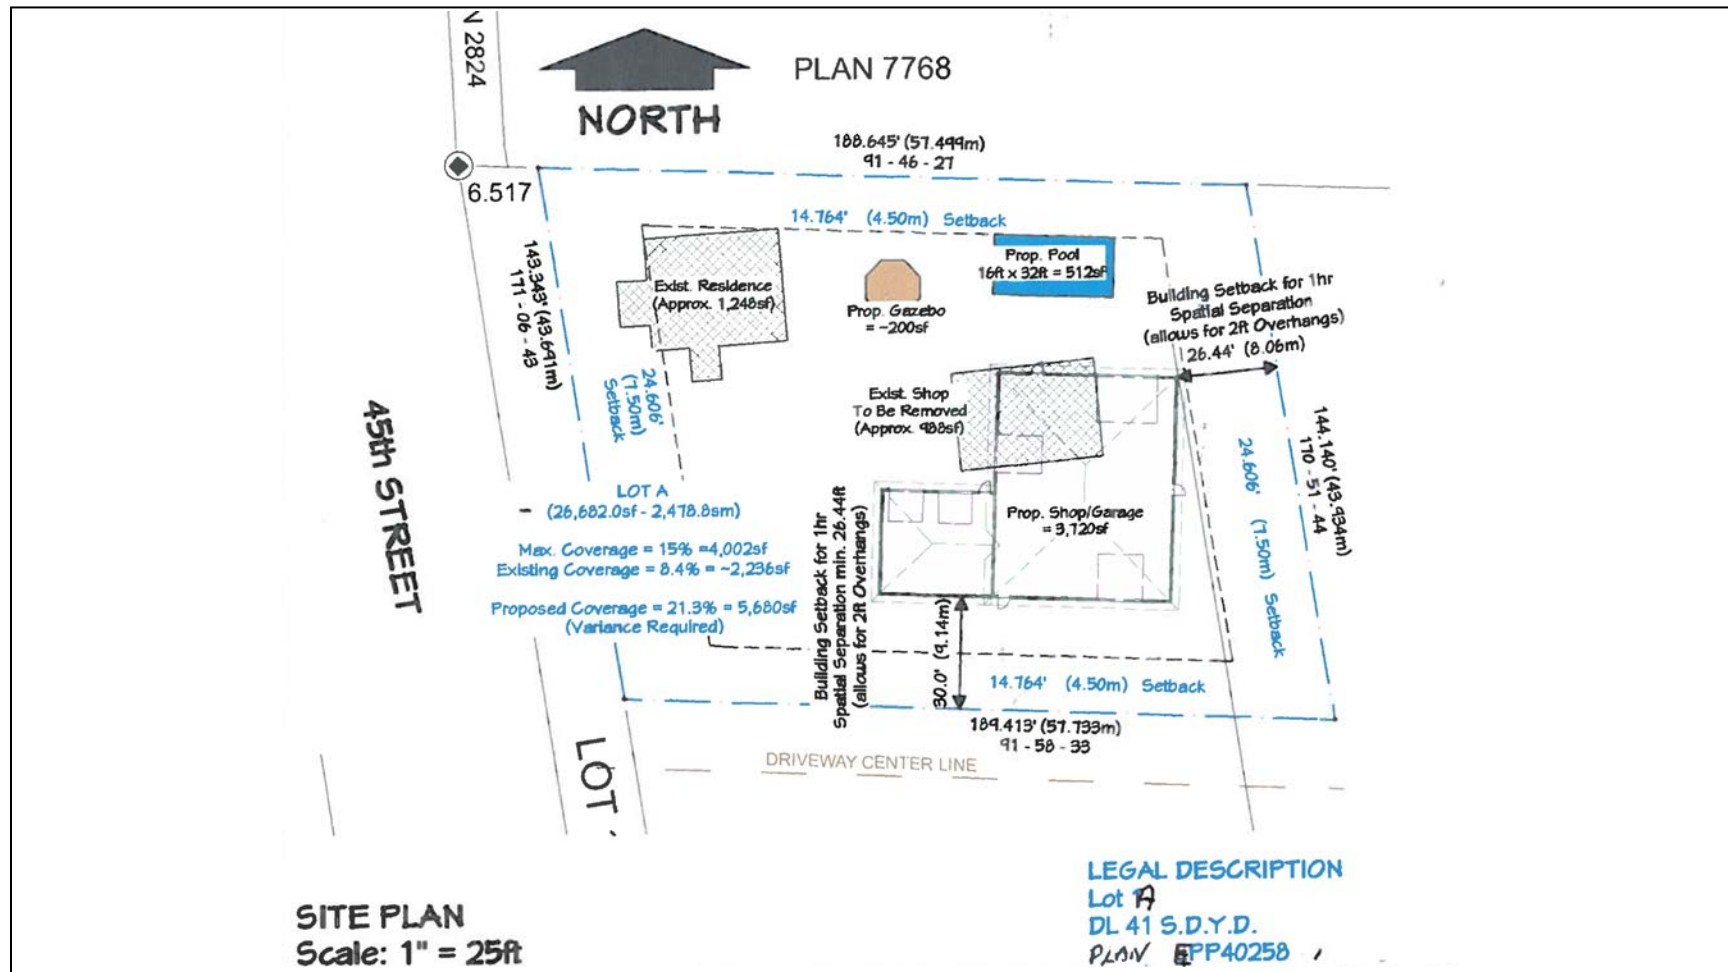 N 2824
PLAN 7768
NORTH
188.645' (57.499m)
91 - 46 - 27
6.517
14.764' (4.50m) Setback
143.343' (43.691m)
171 - 06 - 43
Exist. Residence
(Approx. 1,248sf)
Prop. Gazebo
= ~200sf
Prop. Pool
16ft x 32ft = 512sf
Building Setback for 1hr
Spatial Separation
(allows for 2ft Overhangs)
26.44' (8.06m)
24.606'
(7.50m)
Setback
Exist. Shop
To Be Removed
(Approx. 988sf)
144.140' (43.934m)
170 - 51 - 44
24.606' (7.50m) Setback
45th STREET
LOT A
(26,682.0sf - 2,478.8sm)
Max. Coverage = 15% =4,002sf
Existing Coverage = 8.4% = ~2,236sf
Proposed Coverage = 21.3% = 5,680sf
(Variance Required)
Prop. Shop/Garage
= 3,720sf
Building Setback for 1hr
Spatial Separation min. 26.44ft
(allows for 2ft Overhangs)
30.0' (9.14m)
14.764' (4.50m) Setback
189.413' (57.733m)
91 - 58 - 33
DRIVEWAY CENTER LINE
LOT
SITE PLAN
Scale: 1" = 25ft
LEGAL DESCRIPTION
Lot A
DL 41 S.D.Y.D.
PLAN EPP40258